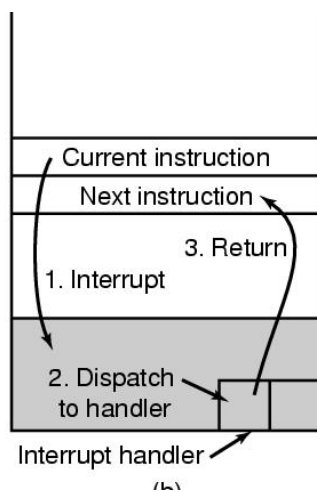 Current instruction
Next instruction
3. Return
1. Interrupt
2. Dispatch
to handler
Interrupt handler
(b)